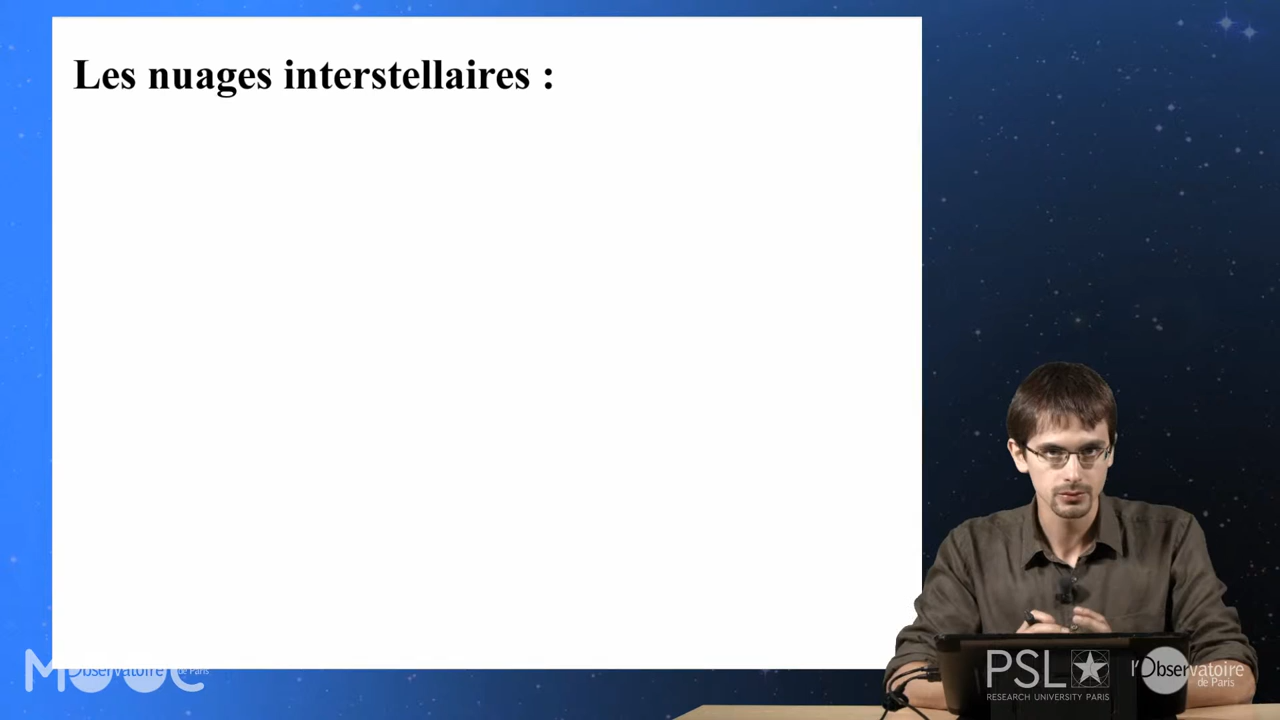 Les nuages interstellaires :
MOOC
Observatoire de Paris
PSL
RESEARCH UNIVERSITY PARIS
l'Observatoire
de Paris